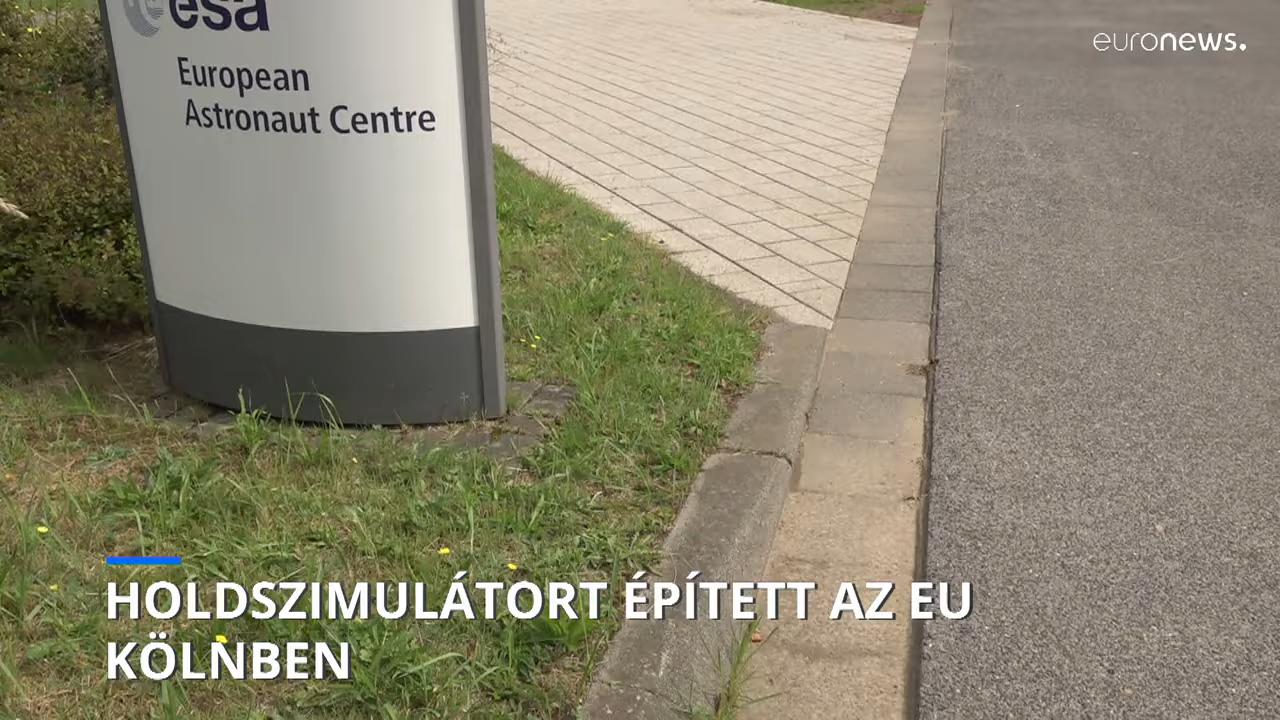 esa
euronews.
European
Astronaut Centre
HOLDSZIMULÁTORT ÉPÍTETT AZ EU
KÖLNBEN